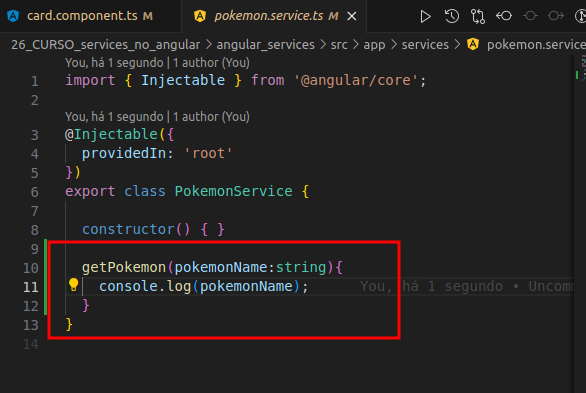 card.component.ts M
pokemon.service.ts M
26_CURSO_services_no_angular > angular_services > src > app > services > pokemon.service
You, há 1 segundo | 1 author (You)
1 import { Injectable } from '@angular/core';
2
You, há 1 segundo | 1 author (You)
3 @Injectable({
4 providedIn: 'root'
5 })
6 export class PokemonService {
7
8 constructor() { }
9
10 getPokemon(pokemonName:string){
11 console.log(pokemonName); You, há 1 segundo • Uncomm
12 }
13 }
14